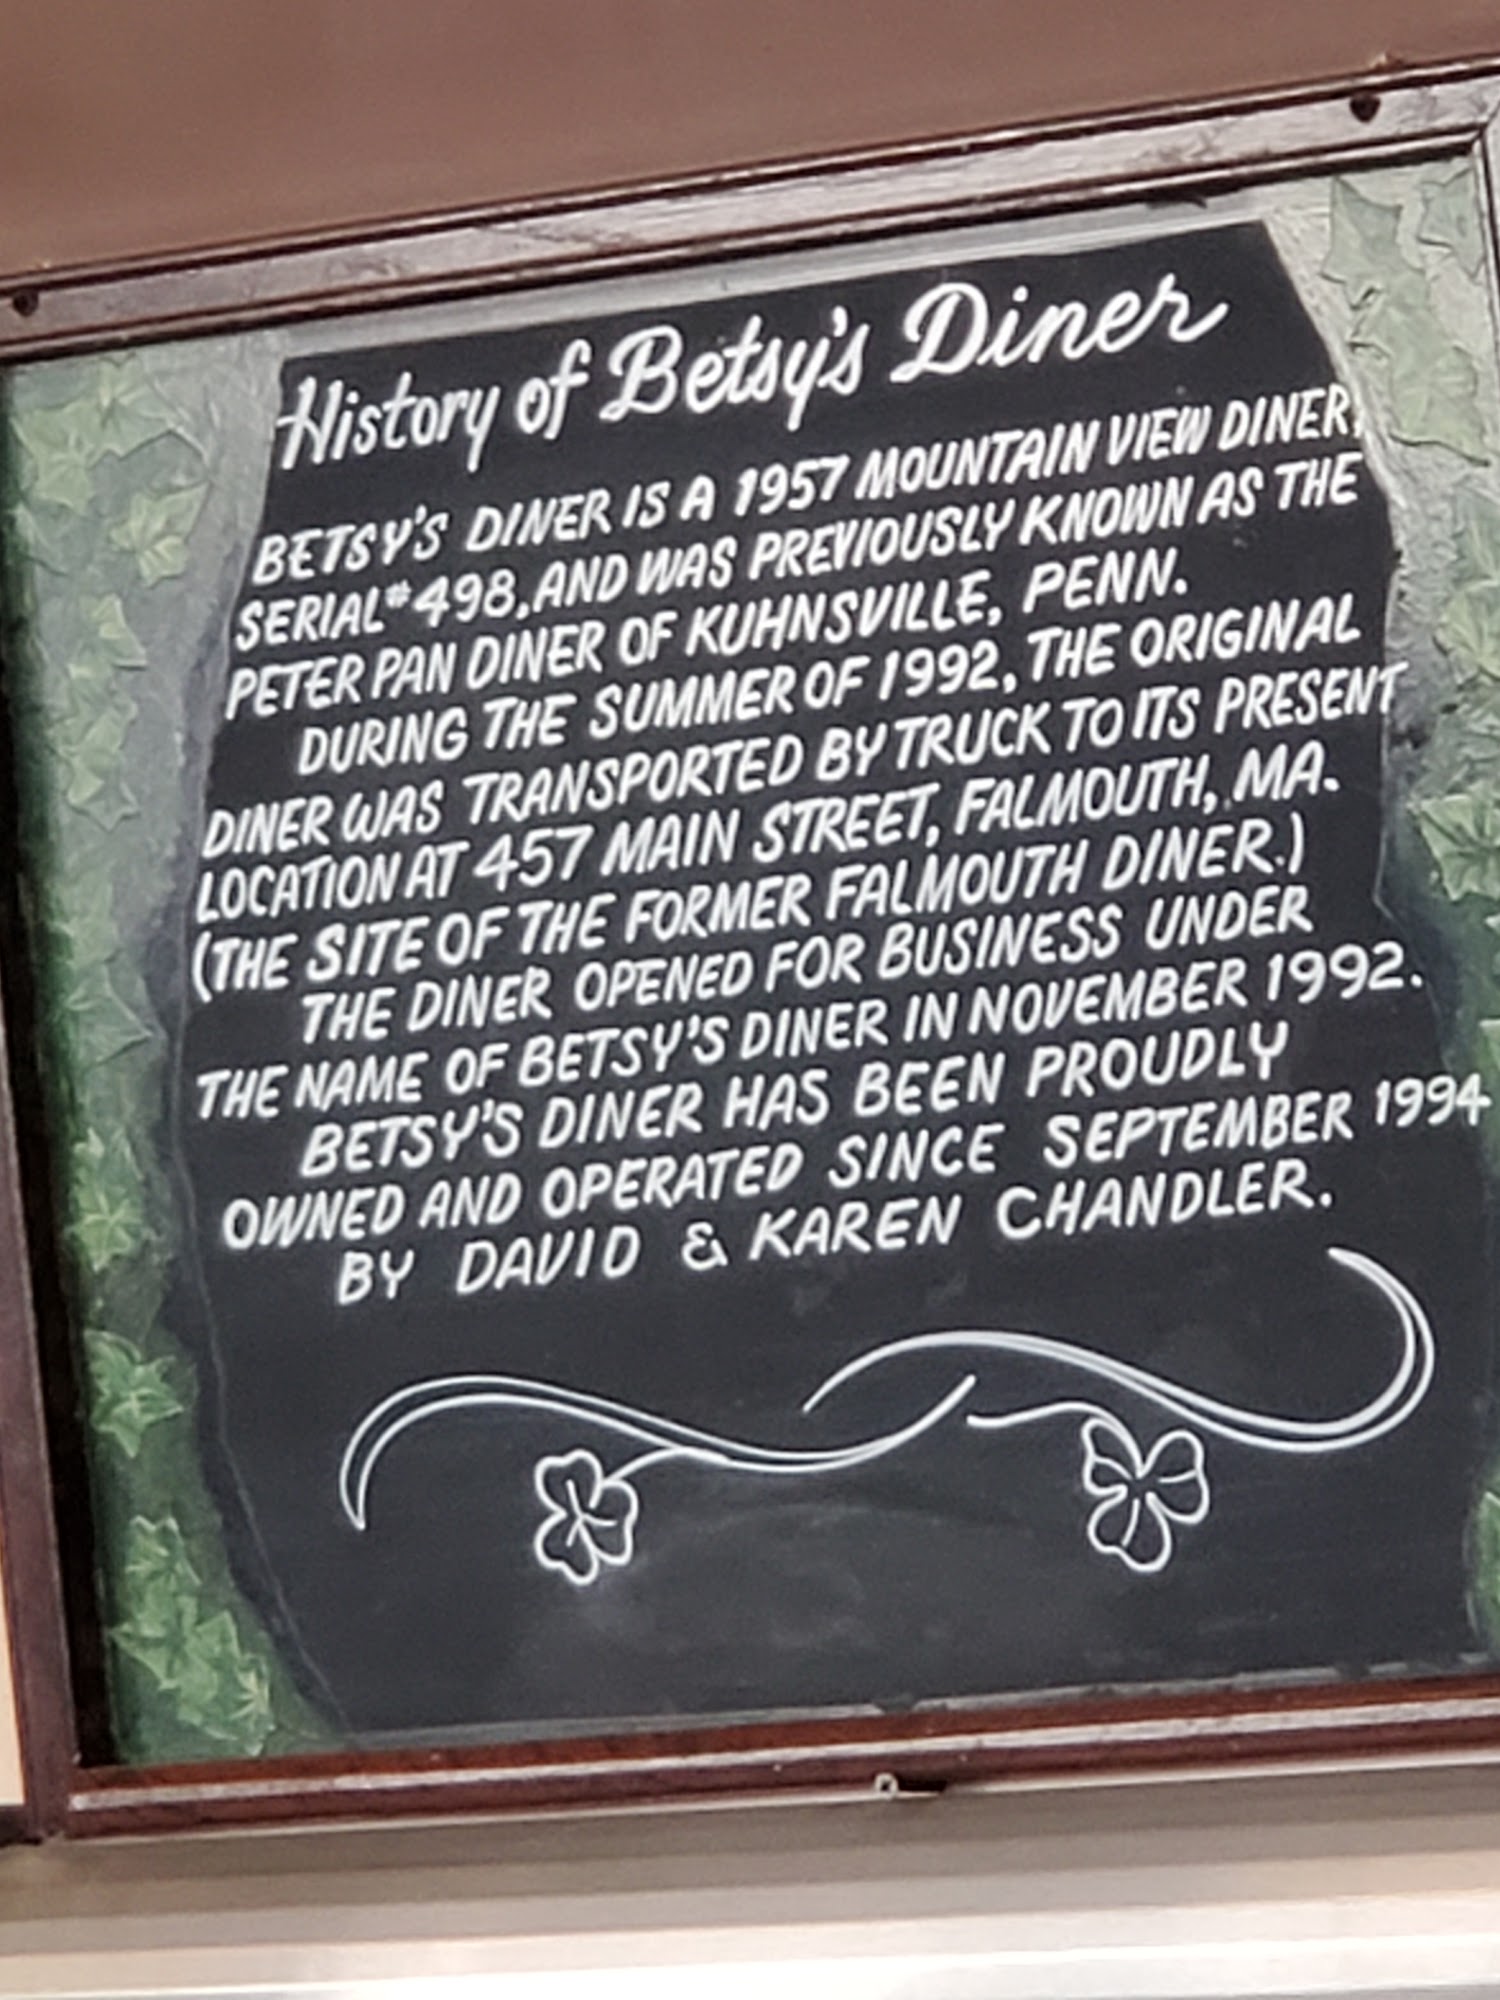 History of Betsy's Diner
BETSY'S DINER IS A 1957 MOUNTAIN VIEW DINER,
SERIAL #498, AND WAS PREVIOUSLY KNOWN AS THE
PETER PAN DINER OF KUHNSVILLE, PENN.
DURING THE SUMMER OF 1992, THE ORIGINAL
DINER WAS TRANSPORTED BY TRUCK TO ITS PRESENT
LOCATION AT 457 MAIN STREET, FALMOUTH, MA.
(THE SITE OF THE FORMER FALMOUTH DINER.)
THE DINER OPENED FOR BUSINESS UNDER
THE NAME OF BETSY'S DINER IN NOVEMBER 1992.
BETSY'S DINER HAS BEEN PROUDLY
OWNED AND OPERATED SINCE SEPTEMBER 1994
BY DAVID & KAREN CHANDLER.